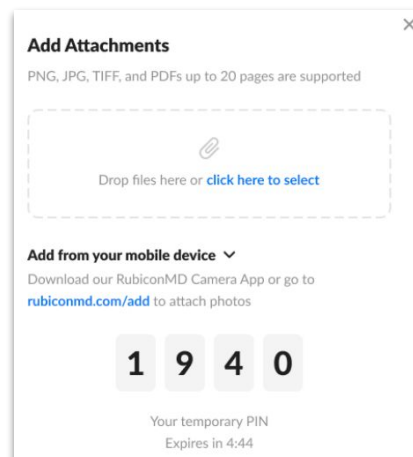 Add Attachments
PNG, JPG, TIFF, and PDFs up to 20 pages are supported
Drop files here or click here to select
Add from your mobile device
Download our RubiconMD Camera App or go to
rubiconmd.com/add to attach photos
1 9 4 0
Your temporary PIN
Expires in 4:44